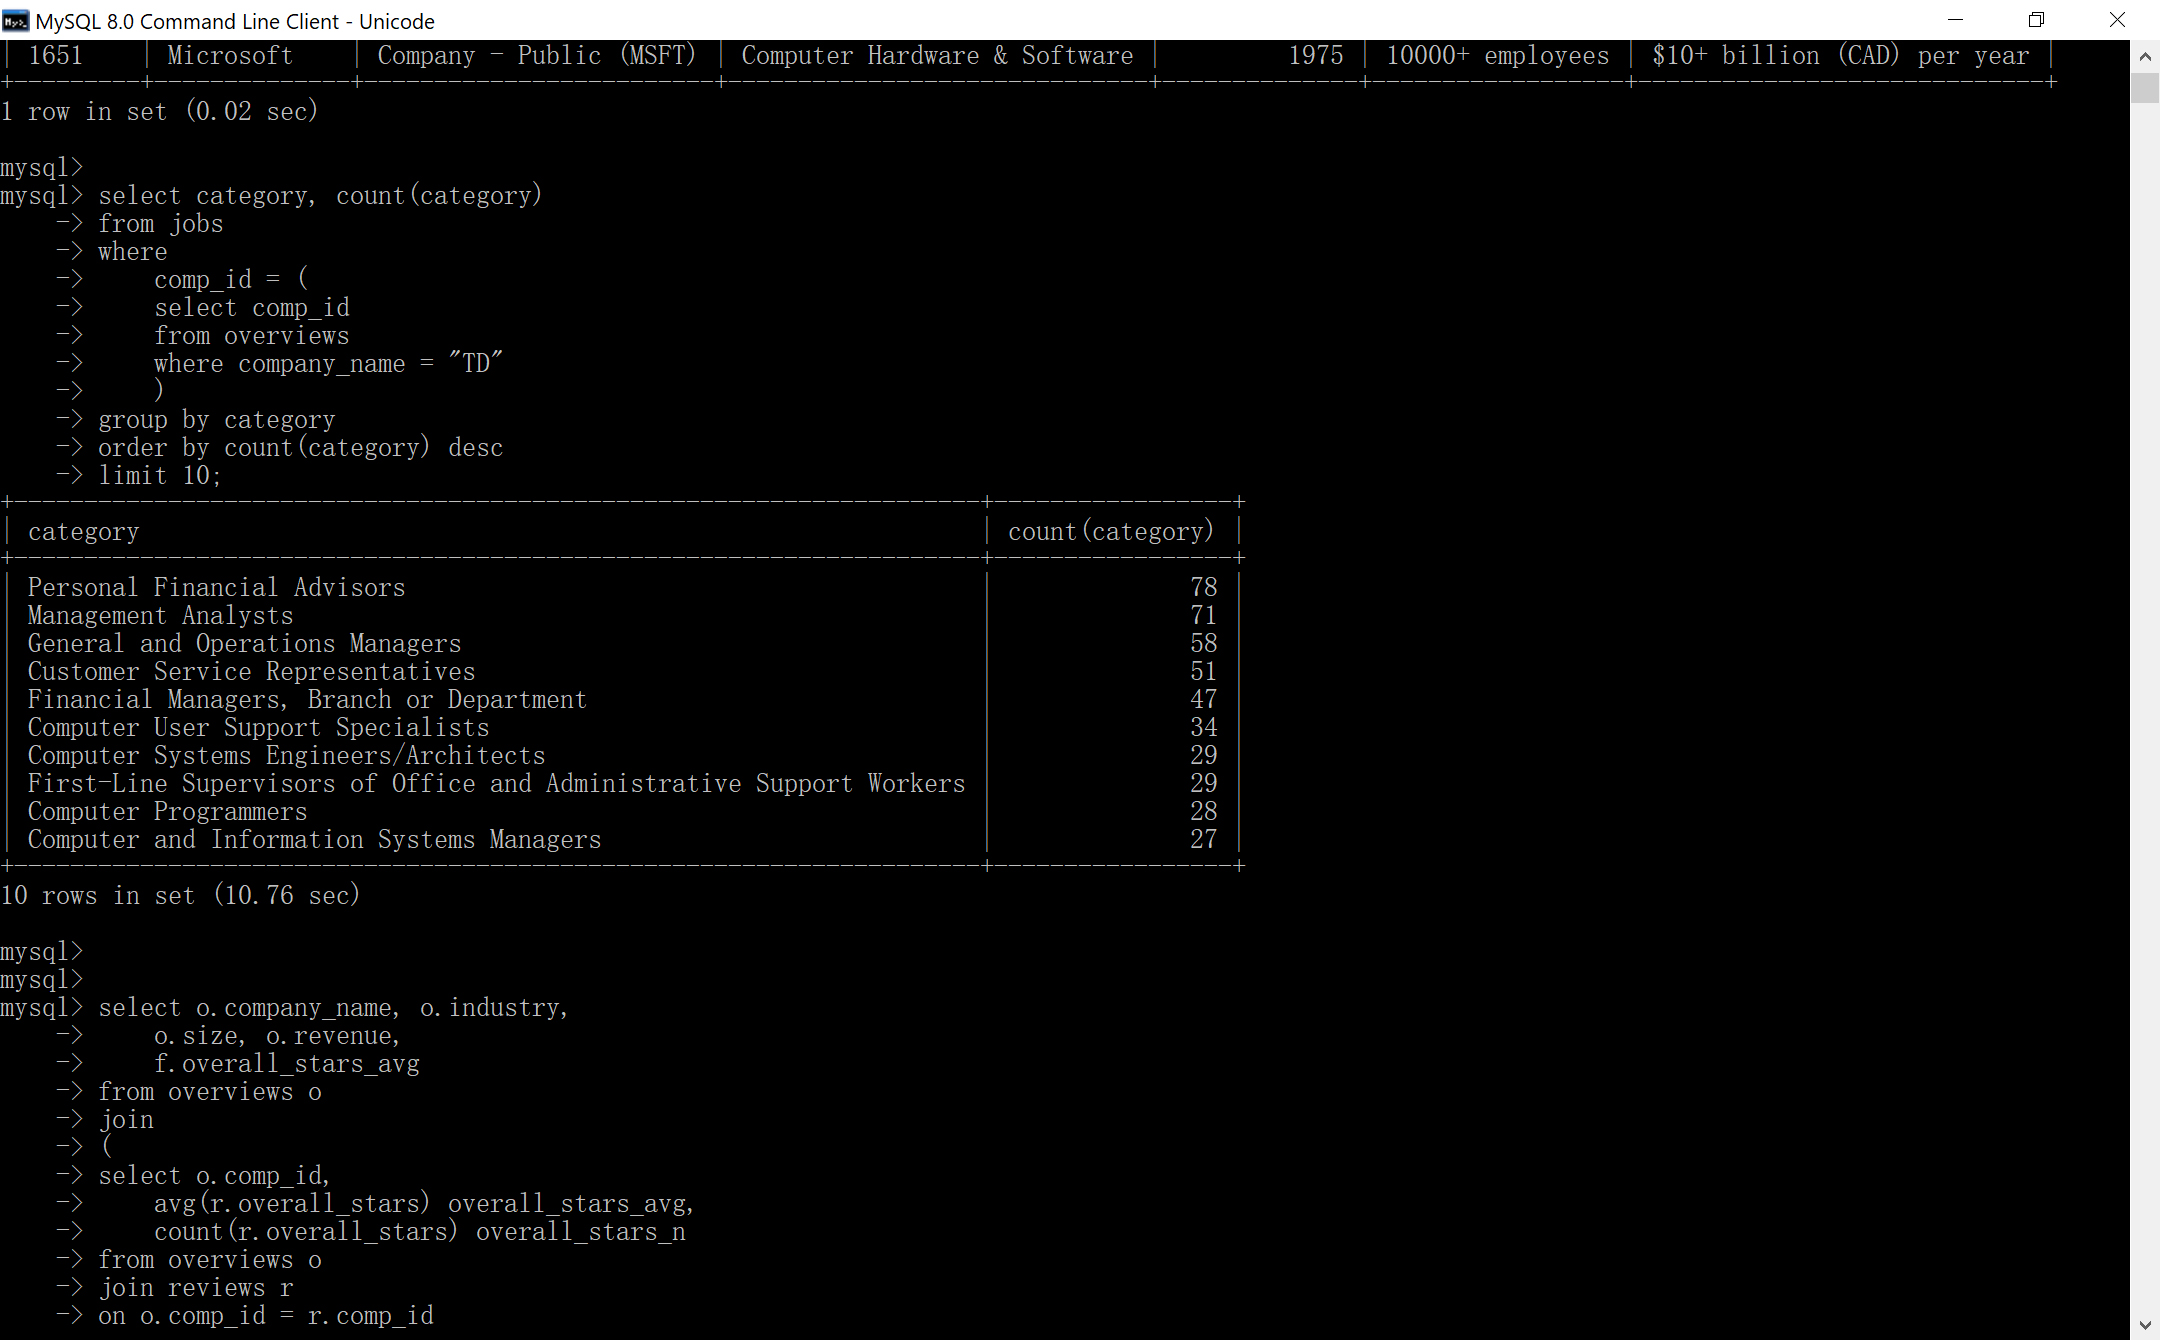 MySQL 8.0 Command Line Client - Unicode
| 1651 | Microsoft | Company - Public (MSFT) | Computer Hardware & Software | 1975 | 10000+ employees | $10+ billion (CAD) per year |
1 row in set (0.02 sec)
mysql>
mysql> select category, count(category)
-> from jobs
-> where
-> comp_id = (
-> select comp_id
-> from overviews
-> where company_name = "TD"
-> )
-> group by category
-> order by count(category) desc
-> limit 10;
| category | count(category) |
| Personal Financial Advisors | 78 |
| Management Analysts | 71 |
| General and Operations Managers | 58 |
| Customer Service Representatives | 51 |
| Financial Managers, Branch or Department | 47 |
| Computer User Support Specialists | 34 |
| Computer Systems Engineers/Architects | 29 |
| First-Line Supervisors of Office and Administrative Support Workers | 29 |
| Computer Programmers | 28 |
| Computer and Information Systems Managers | 27 |
10 rows in set (10.76 sec)
mysql>
mysql>
mysql> select o.company_name, o.industry,
-> o.size, o.revenue,
-> f.overall_stars_avg
-> from overviews o
-> join
-> (
-> select o.comp_id,
-> avg(r.overall_stars) overall_stars_avg,
-> count(r.overall_stars) overall_stars_n
-> from overviews o
-> join reviews r
-> on o.comp_id = r.comp_id